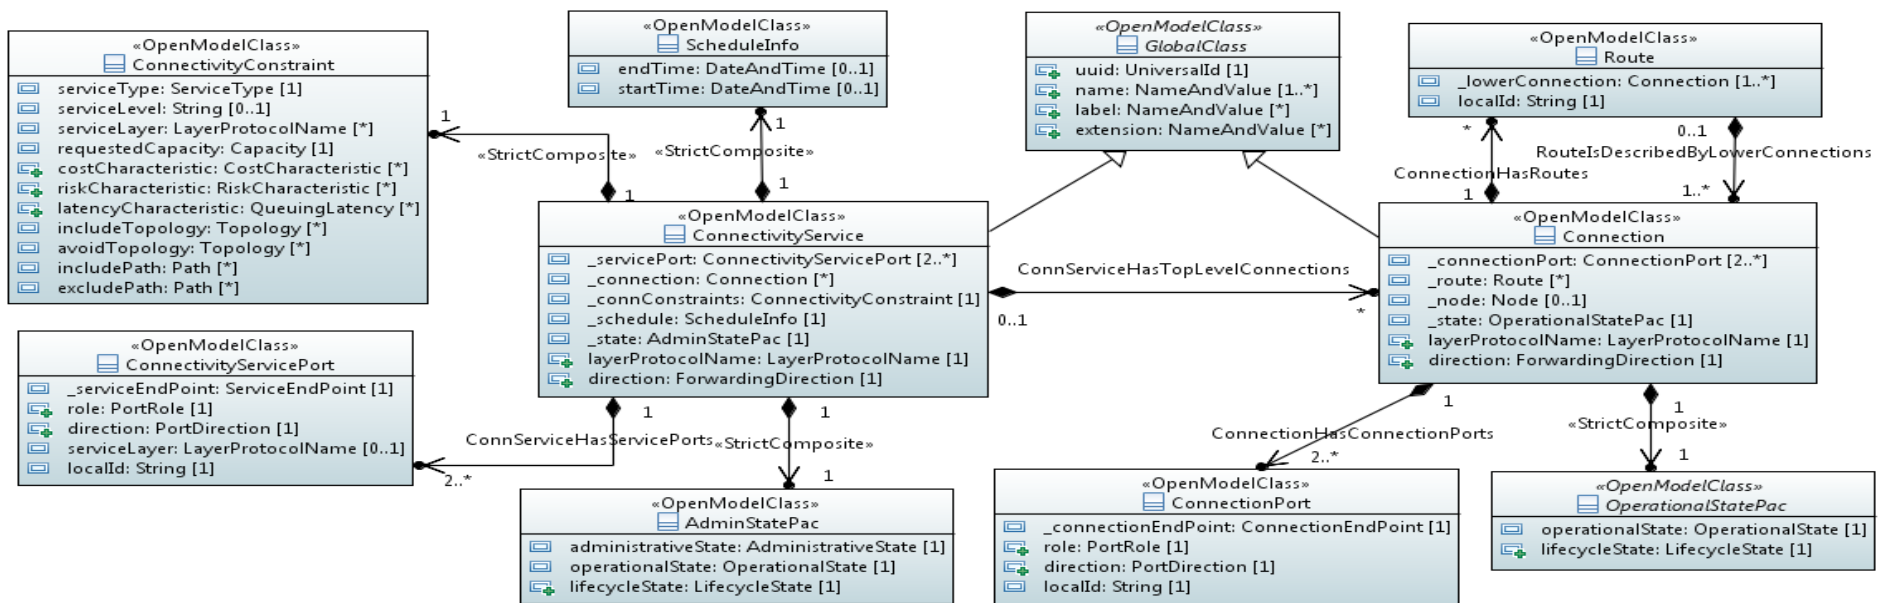 «OpenModelClass»
ConnectivityConstraint
serviceType: ServiceType [1]
serviceLevel: String [0..1]
serviceLayer: LayerProtocolName [*]
requestedCapacity: Capacity [1]
costCharacteristic: CostCharacteristic [*]
riskCharacteristic: RiskCharacteristic [*]
latencyCharacteristic: QueuingLatency [*]
includeTopology: Topology [*]
avoidTopology: Topology [*]
includePath: Path [*]
excludePath: Path [*]
«OpenModelClass»
ScheduleInfo
endTime: DateAndTime [0..1]
startTime: DateAndTime [0..1]
«OpenModelClass»
GlobalClass
uuid: UniversalId [1]
name: NameAndValue [1..*]
label: NameAndValue [*]
extension: NameAndValue [*]
«OpenModelClass»
Route
_lowerConnection: Connection [1..*]
localId: String [1]
1
«StrictComposite»
1
1
«StrictComposite»
1
*
ConnectionHasRoutes
1
0..1
RouteIsDescribedByLowerConnections
1..*
«OpenModelClass»
ConnectivityService
_servicePort: ConnectivityServicePort [2..*]
_connection: Connection [*]
_connConstraints: ConnectivityConstraint [1]
_schedule: ScheduleInfo [1]
_state: AdminStatePac [1]
layerProtocolName: LayerProtocolName [1]
direction: ForwardingDirection [1]
ConnServiceHasTopLevelConnections
0..1
*
«OpenModelClass»
Connection
_connectionPort: ConnectionPort [2..*]
_route: Route [*]
_node: Node [0..1]
_state: OperationalStatePac [1]
layerProtocolName: LayerProtocolName [1]
direction: ForwardingDirection [1]
«OpenModelClass»
ConnectivityServicePort
_serviceEndPoint: ServiceEndPoint [1]
role: PortRole [1]
direction: PortDirection [1]
serviceLayer: LayerProtocolName [0..1]
localId: String [1]
1
ConnServiceHasServicePorts
2..*
1
«StrictComposite»
1
1
ConnectionHasConnectionPorts
2..*
1
«StrictComposite»
1
«OpenModelClass»
AdminStatePac
administrativeState: AdministrativeState [1]
operationalState: OperationalState [1]
lifecycleState: LifecycleState [1]
«OpenModelClass»
ConnectionPort
_connectionEndPoint: ConnectionEndPoint [1]
role: PortRole [1]
direction: PortDirection [1]
localId: String [1]
«OpenModelClass»
OperationalStatePac
operationalState: OperationalState [1]
lifecycleState: LifecycleState [1]